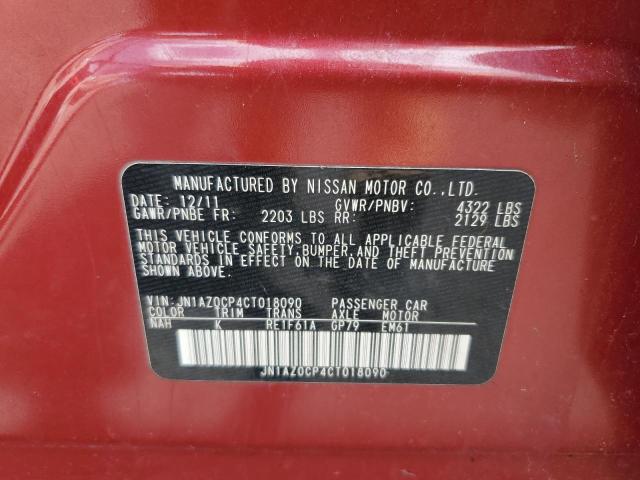 MANUFACTURED BY NISSAN MOTOR CO., LTD.
DATE: 12/11 GVWR/PNBV: 4322 LBS
GAWR/PNBE FR: 2203 LBS RR: 2129 LBS
THIS VEHICLE CONFORMS TO ALL APPLICABLE FEDERAL
MOTOR VEHICLE SAFETY, BUMPER, AND THEFT PREVENTION
STANDARDS IN EFFECT ON THE DATE OF MANUFACTURE
SHOWN ABOVE.
VIN: JN1AZ0CP4CT018090 PASSENGER CAR
COLOR TRIM TRANS AXLE MOTOR
NAH K RE1F61A GP79 EM61
JN1AZ0CP4CT018090